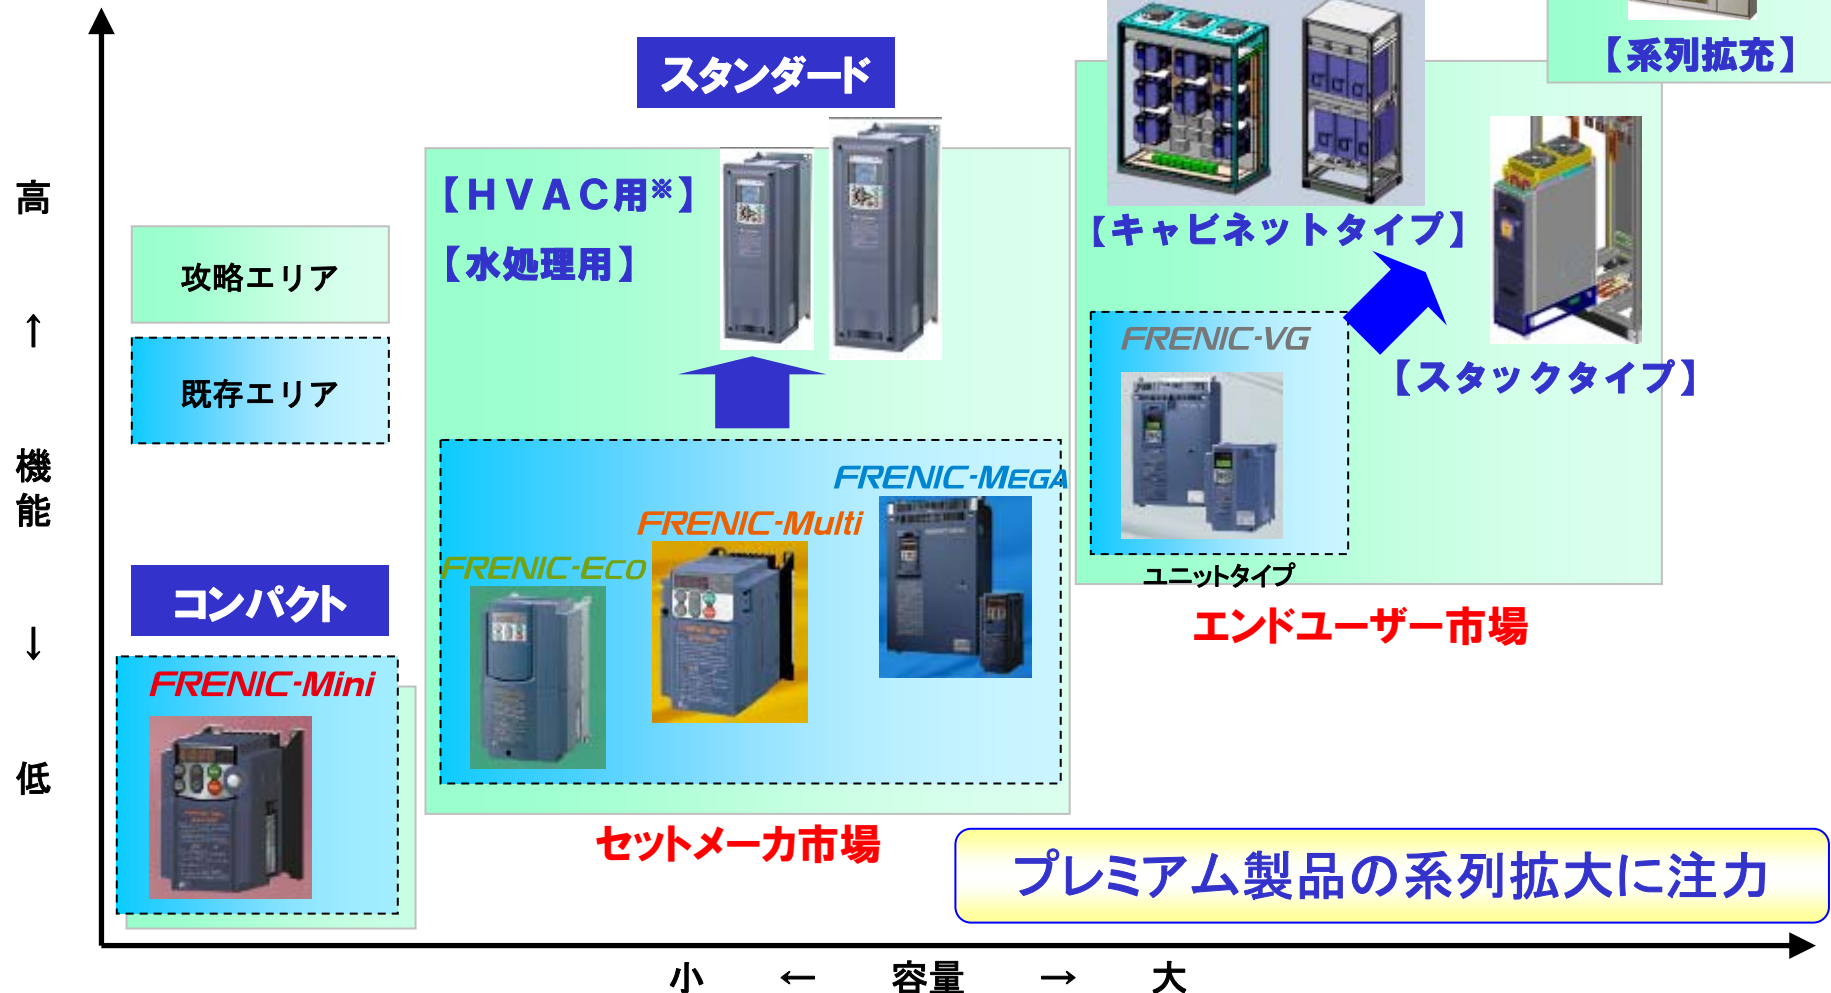 【系列拡充】
スタンダード
高
【HVAC用※】
【キャビネットタイプ】
【水処理用】
攻略エリア
↑
FRENIC-VG
既存エリア
【スタックタイプ】
機
能
FRENIC-MEGA
FRENIC-Multi
FRENIC-Eco
ユニットタイプ
コンパクト
エンドユーザー市場
↓
FRENIC-Mini
低
セットメーカ市場
プレミアム製品の系列拡大に注力
小 ← 容量 → 大